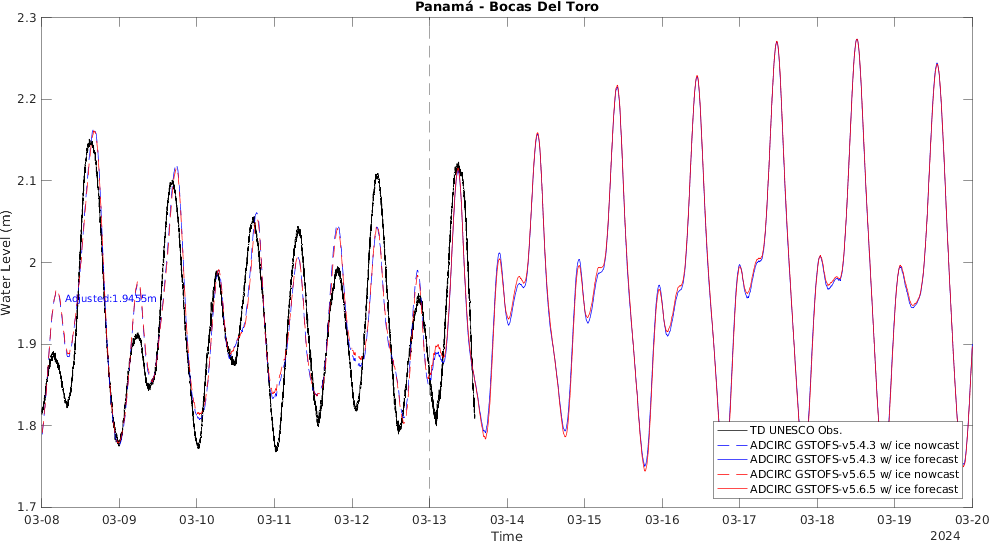 Panamá - Bocas Del Toro
2.3
2.2
2.1
2
1.9
1.8
1.7
Water Level (m)
Adjusted:1.9455m
TD UNESCO Obs.
ADCIRC GSTOFS-v5.4.3 w/ ice nowcast
ADCIRC GSTOFS-v5.4.3 w/ ice forecast
ADCIRC GSTOFS-v5.6.5 w/ ice nowcast
ADCIRC GSTOFS-v5.6.5 w/ ice forecast
03-08 03-09 03-10 03-11 03-12 03-13 03-14 03-15 03-16 03-17 03-18 03-19 03-20
Time
2024